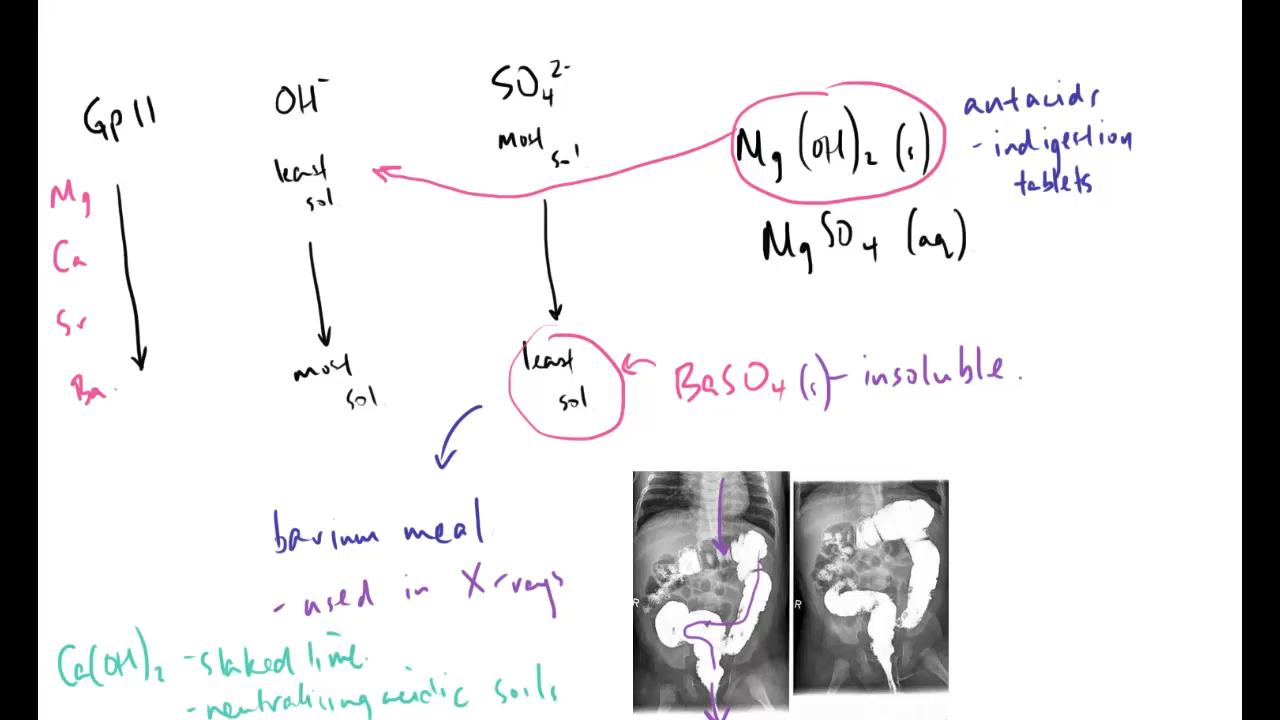 Gp II
OH⁻
SO₄²⁻
Mg
Ca
Sr
Ba
least
sol
most
sol
most
sol
least
sol
Mg(OH)₂(s)
MgSO₄(aq)
antacids
- indigestion
tablets
BaSO₄(s) - insoluble.
barium meal
- used in X-rays
Ca(OH)₂ - slaked lime
- neutralising acidic soils
R
R